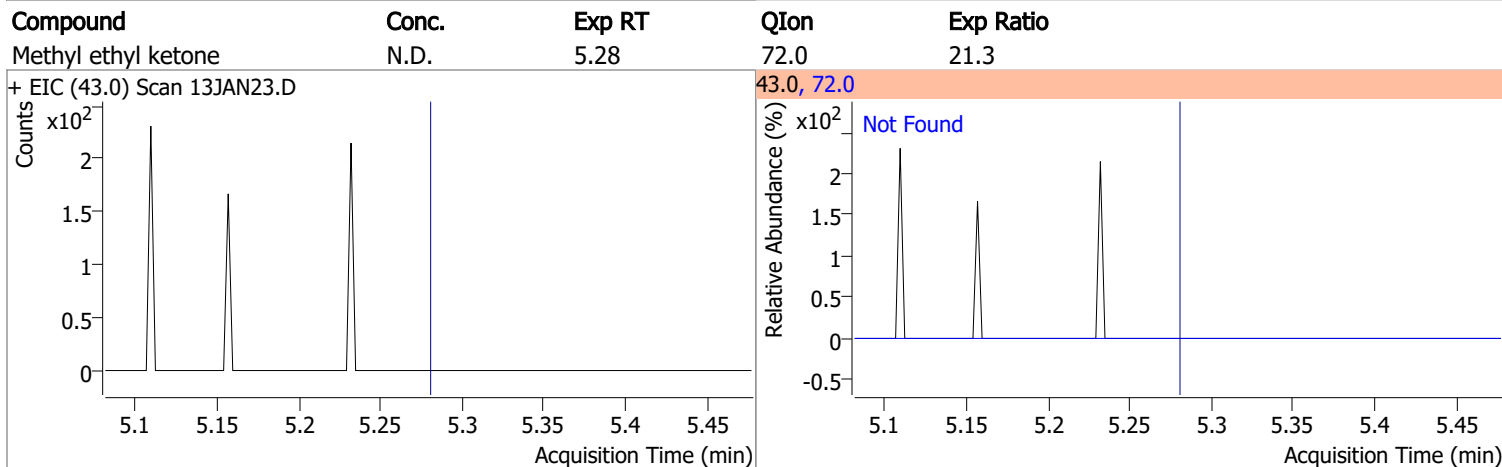 Compound Conc. Exp RT QIon Exp Ratio
Methyl ethyl ketone N.D. 5.28 72.0 21.3
+ EIC (43.0) Scan 13JAN23.D
Counts
x10²
2
1.5
1
0.5
0
5.1 5.15 5.2 5.25 5.3 5.35 5.4 5.45
Acquisition Time (min)
43.0, 72.0
Relative Abundance (%)
x10²
Not Found
2
1.5
1
0.5
0
-0.5
5.1 5.15 5.2 5.25 5.3 5.35 5.4 5.45
Acquisition Time (min)